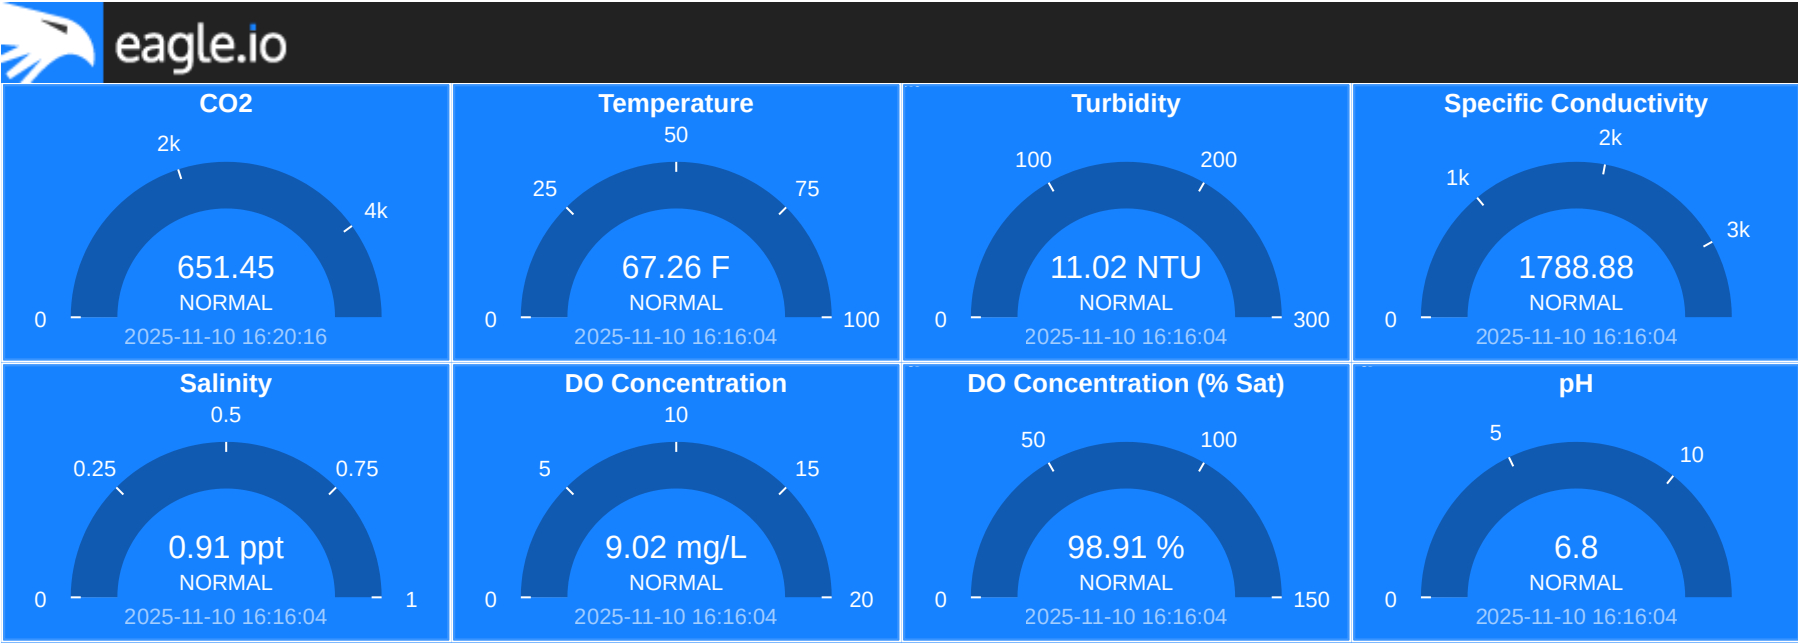 eagle.io
CO2
2k
4k
651.45
NORMAL
0
2025-11-10 16:20:16
Temperature
50
25
75
67.26 F
NORMAL
0
100
2025-11-10 16:16:04
Turbidity
100
200
11.02 NTU
NORMAL
0
300
2025-11-10 16:16:04
Specific Conductivity
2k
1k
3k
1788.88
NORMAL
0
2025-11-10 16:16:04
Salinity
0.5
0.25
0.75
0.91 ppt
NORMAL
0
1
2025-11-10 16:16:04
DO Concentration
10
5
15
9.02 mg/L
NORMAL
0
20
2025-11-10 16:16:04
DO Concentration (% Sat)
50
100
98.91 %
NORMAL
0
150
2025-11-10 16:16:04
pH
5
10
6.8
NORMAL
0
2025-11-10 16:16:04